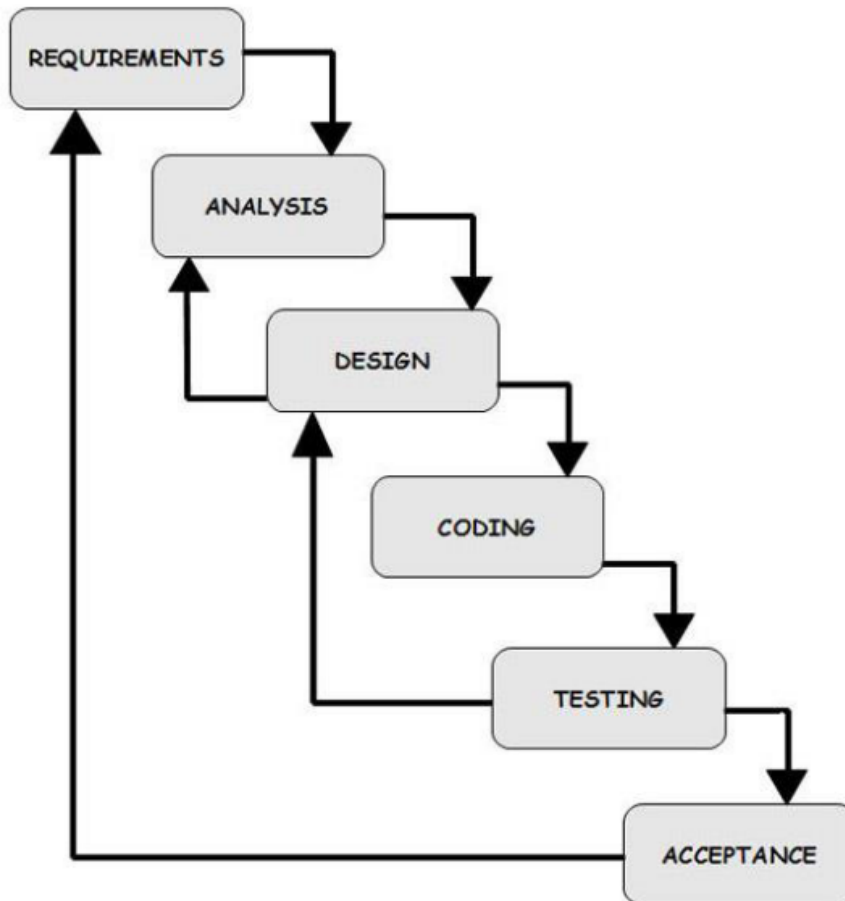 REQUIREMENTS
ANALYSIS
DESIGN
CODING
TESTING
ACCEPTANCE